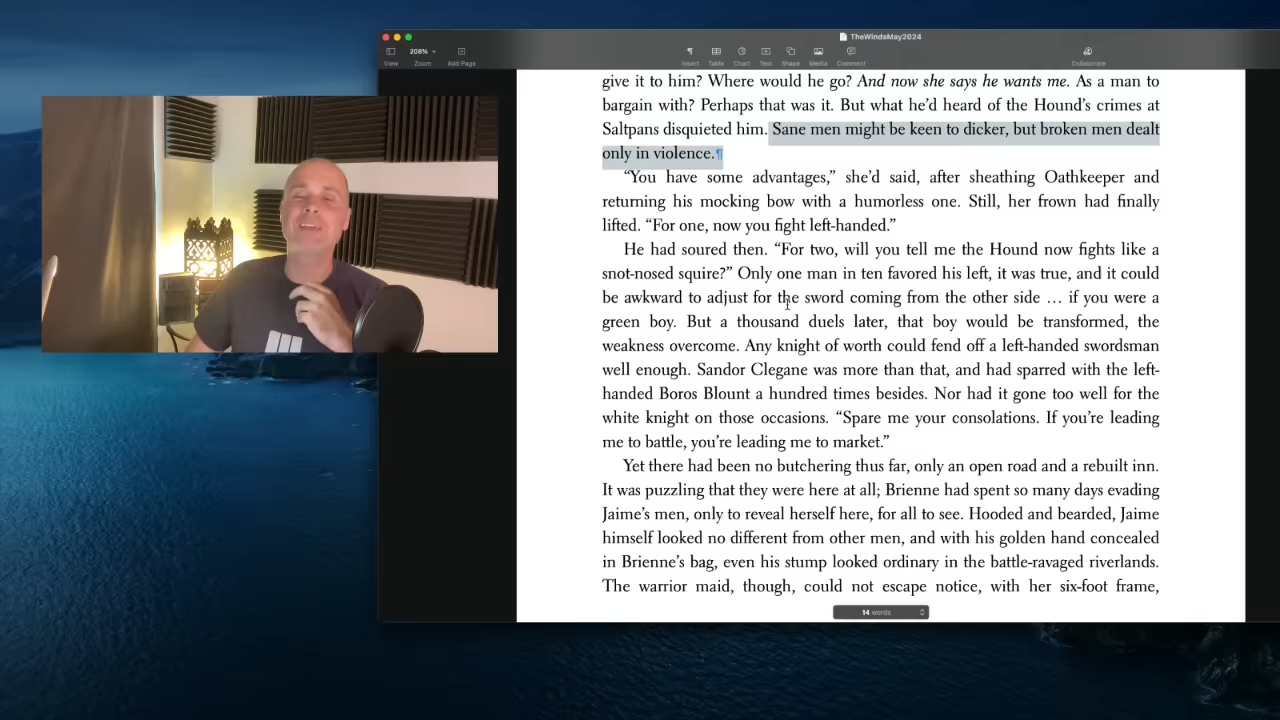 TheWindsMay2024
208%
View
Zoom
Add Page
Insert
Table
Chart
Text
Shape
Media
Comment
Collaborate
give it to him? Where would he go? And now she says he wants me. As a man to
bargain with? Perhaps that was it. But what he’d heard of the Hound’s crimes at
Saltpans disquieted him. Sane men might be keen to dicker, but broken men dealt
only in violence.¶
“You have some advantages,” she’d said, after sheathing Oathkeeper and
returning his mocking bow with a humorless one. Still, her frown had finally
lifted. “For one, now you fight left-handed.”
He had soured then. “For two, will you tell me the Hound now fights like a
snot-nosed squire?” Only one man in ten favored his left, it was true, and it could
be awkward to adjust for the sword coming from the other side … if you were a
green boy. But a thousand duels later, that boy would be transformed, the
weakness overcome. Any knight of worth could fend off a left-handed swordsman
well enough. Sandor Clegane was more than that, and had sparred with the left-
handed Boros Blount a hundred times besides. Nor had it gone too well for the
white knight on those occasions. “Spare me your consolations. If you’re leading
me to battle, you’re leading me to market.”
Yet there had been no butchering thus far, only an open road and a rebuilt inn.
It was puzzling that they were here at all; Brienne had spent so many days evading
Jaime’s men, only to reveal herself here, for all to see. Hooded and bearded, Jaime
himself looked no different from other men, and with his golden hand concealed
in Brienne’s bag, even his stump looked ordinary in the battle-ravaged riverlands.
The warrior maid, though, could not escape notice, with her six-foot frame,
14 words